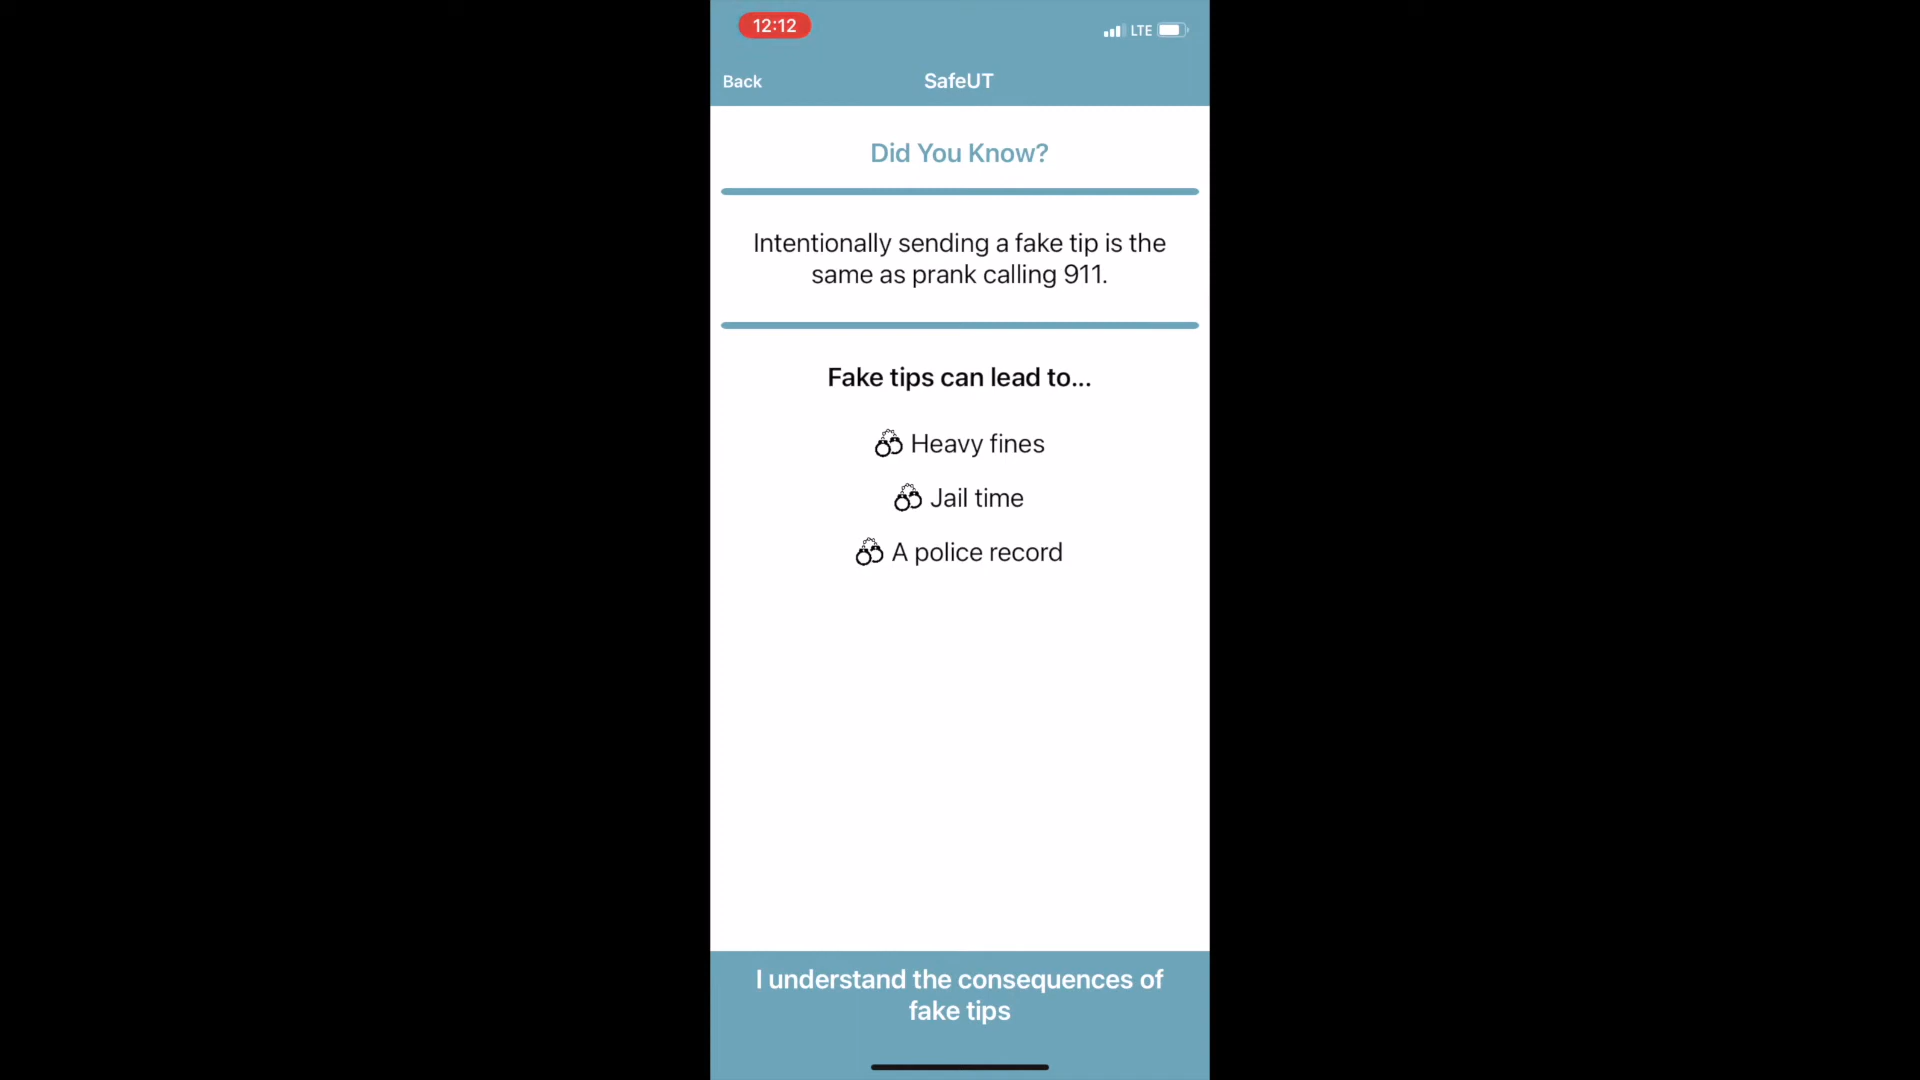 12:12
LTE
Back
SafeUT
Did You Know?
Intentionally sending a fake tip is the
same as prank calling 911.
Fake tips can lead to...
Heavy fines
Jail time
A police record
I understand the consequences of
fake tips